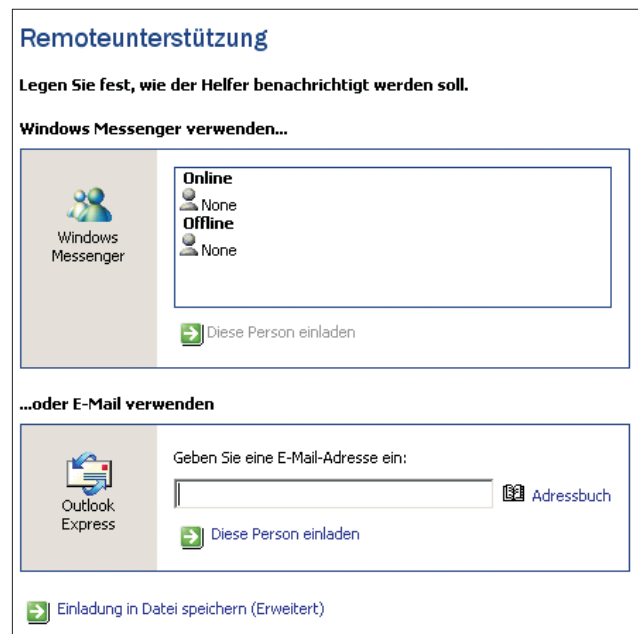 Remoteunterstützung
Legen Sie fest, wie der Helfer benachrichtigt werden soll.
Windows Messenger verwenden...
Windows
Messenger
Online
None
Offline
None
Diese Person einladen
...oder E-Mail verwenden
Outlook
Express
Geben Sie eine E-Mail-Adresse ein:
Adressbuch
Diese Person einladen
Einladung in Datei speichern (Erweitert)